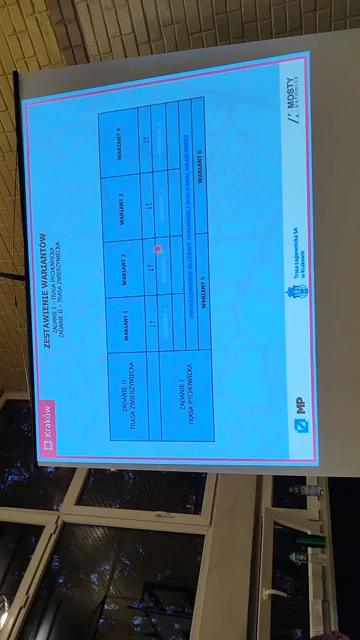 Kraków
ZESTAWIENIE WARIANTÓW
ZADANIE I - TRASA PYCHOWICKA
ZADANIE II - TRASA ZWIERZYNIECKA
ZADANIE II
TRASA ZWIERZYNIECKA
WARIANT 1
WARIANT 2
WARIANT 3
WARIANT 4
ZADANIE I
TRASA PYCHOWICKA
WARIANT 5
WARIANT 6
MP
Trasa Łagiewnicka SA
w Krakowie
MOSTY
KATOWICE